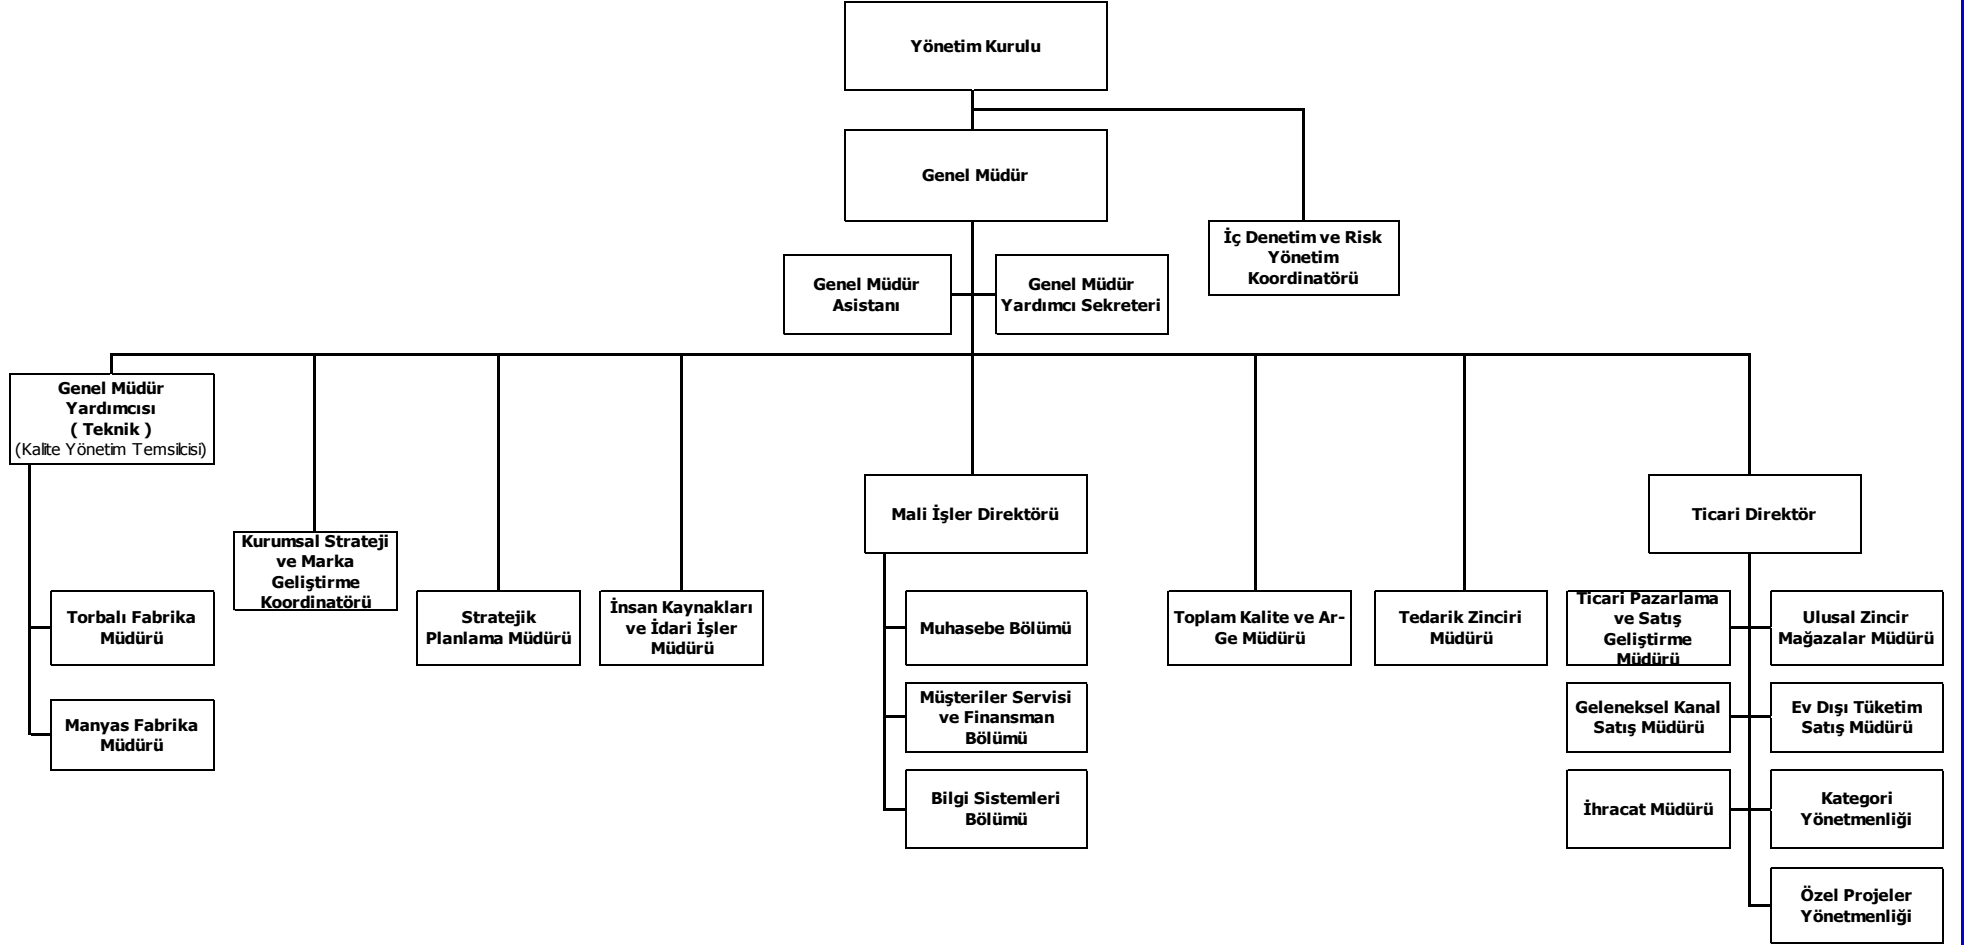 Yönetim Kurulu
Genel Müdür
İç Denetim ve Risk
Yönetim
Koordinatörü
Genel Müdür
Asistanı
Genel Müdür
Yardımcı Sekreteri
Genel Müdür
Yardımcısı
( Teknik )
(Kalite Yönetim Temsilcisi)
Mali İşler Direktörü
Ticari Direktör
Kurumsal Strateji
ve Marka
Geliştirme
Koordinatörü
Torbalı Fabrika
Müdürü
Stratejik
Planlama Müdürü
İnsan Kaynakları
ve İdari İşler
Müdürü
Muhasebe Bölümü
Toplam Kalite ve Ar-
Ge Müdürü
Tedarik Zinciri
Müdürü
Ticari Pazarlama
ve Satış
Geliştirme
Müdürü
Ulusal Zincir
Mağazalar Müdürü
Manyas Fabrika
Müdürü
Müşteriler Servisi
ve Finansman
Bölümü
Geleneksel Kanal
Satış Müdürü
Ev Dışı Tüketim
Satış Müdürü
Bilgi Sistemleri
Bölümü
İhracat Müdürü
Kategori
Yönetmenliği
Özel Projeler
Yönetmenliği